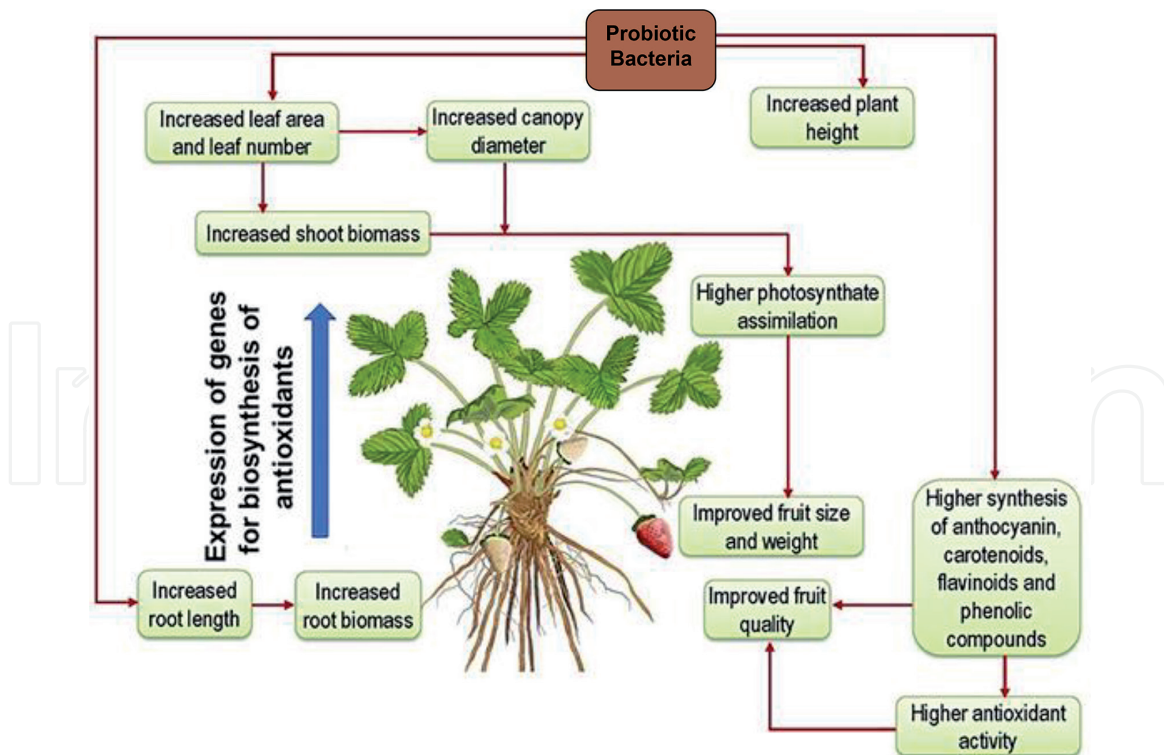 Probiotic
Bacteria
Increased leaf area
and leaf number
Increased canopy
diameter
Increased plant
height
Increased shoot biomass
Higher photosynthate
assimilation
Expression of genes
for biosynthesis of
antioxidants
Improved fruit size
and weight
Higher synthesis
of anthocyanin,
carotenoids,
flavinoids and
phenolic
compounds
Increased
root length
Increased
root biomass
Improved fruit
quality
Higher antioxidant
activity